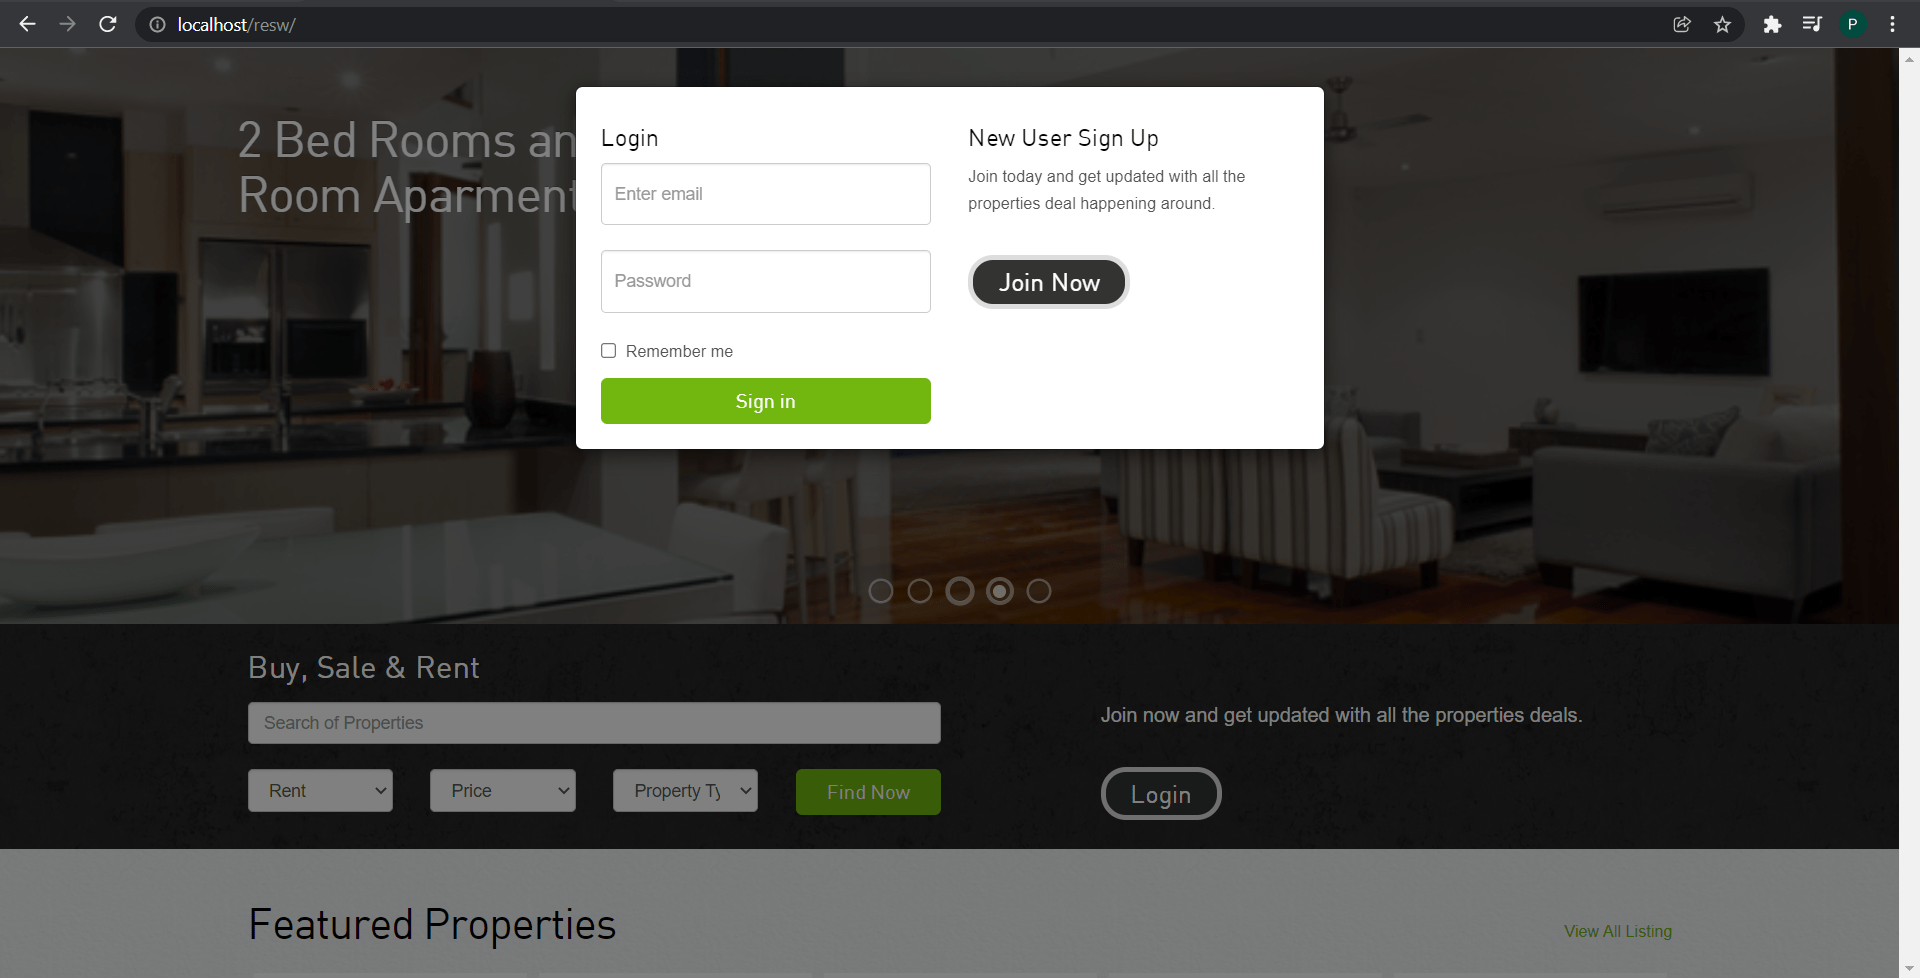 localhost/resw/
P
2 Bed Rooms an
Room Aparment
Login
Enter email
Password
Remember me
Sign in
New User Sign Up
Join today and get updated with all the
properties deal happening around.
Join Now
Buy, Sale & Rent
Search of Properties
Rent
Price
Property Ty
Find Now
Join now and get updated with all the properties deals.
Login
Featured Properties
View All Listing